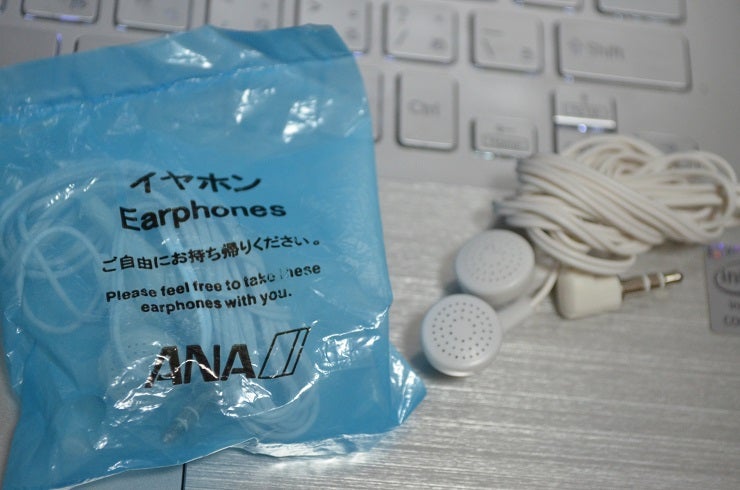 イヤホン
Earphones
ご自由にお持ち帰りください。
Please feel free to take these
earphones with you.
ANA
Shift
Ctrl